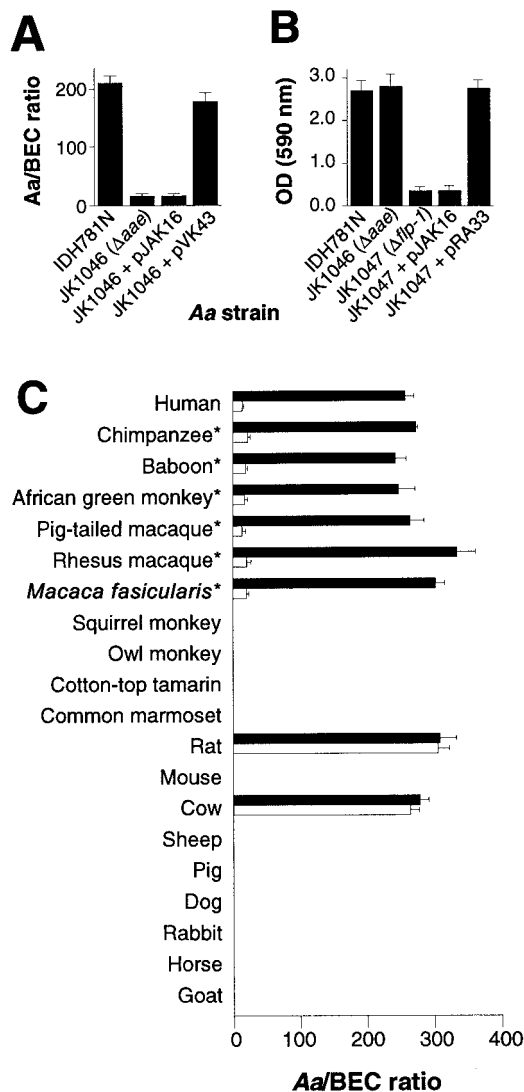 A
B
Aa/BEC ratio
200
100
0
IDH781N
JK1046 (Δaae)
JK1046 + pJAK16
JK1046 + pVK43
OD (590 nm)
3.0
2.0
1.0
0.0
IDH781N
JK1046 (Δaae)
JK1047 (Δflp-1)
JK1047 + pJAK16
JK1047 + pRA33
Aa strain
C
Human
Chimpanzee*
Baboon*
African green monkey*
Pig-tailed macaque*
Rhesus macaque*
Macaca fasicularis*
Squirrel monkey
Owl monkey
Cotton-top tamarin
Common marmoset
Rat
Mouse
Cow
Sheep
Pig
Dog
Rabbit
Horse
Goat
0 100 200 300 400
Aa/BEC ratio